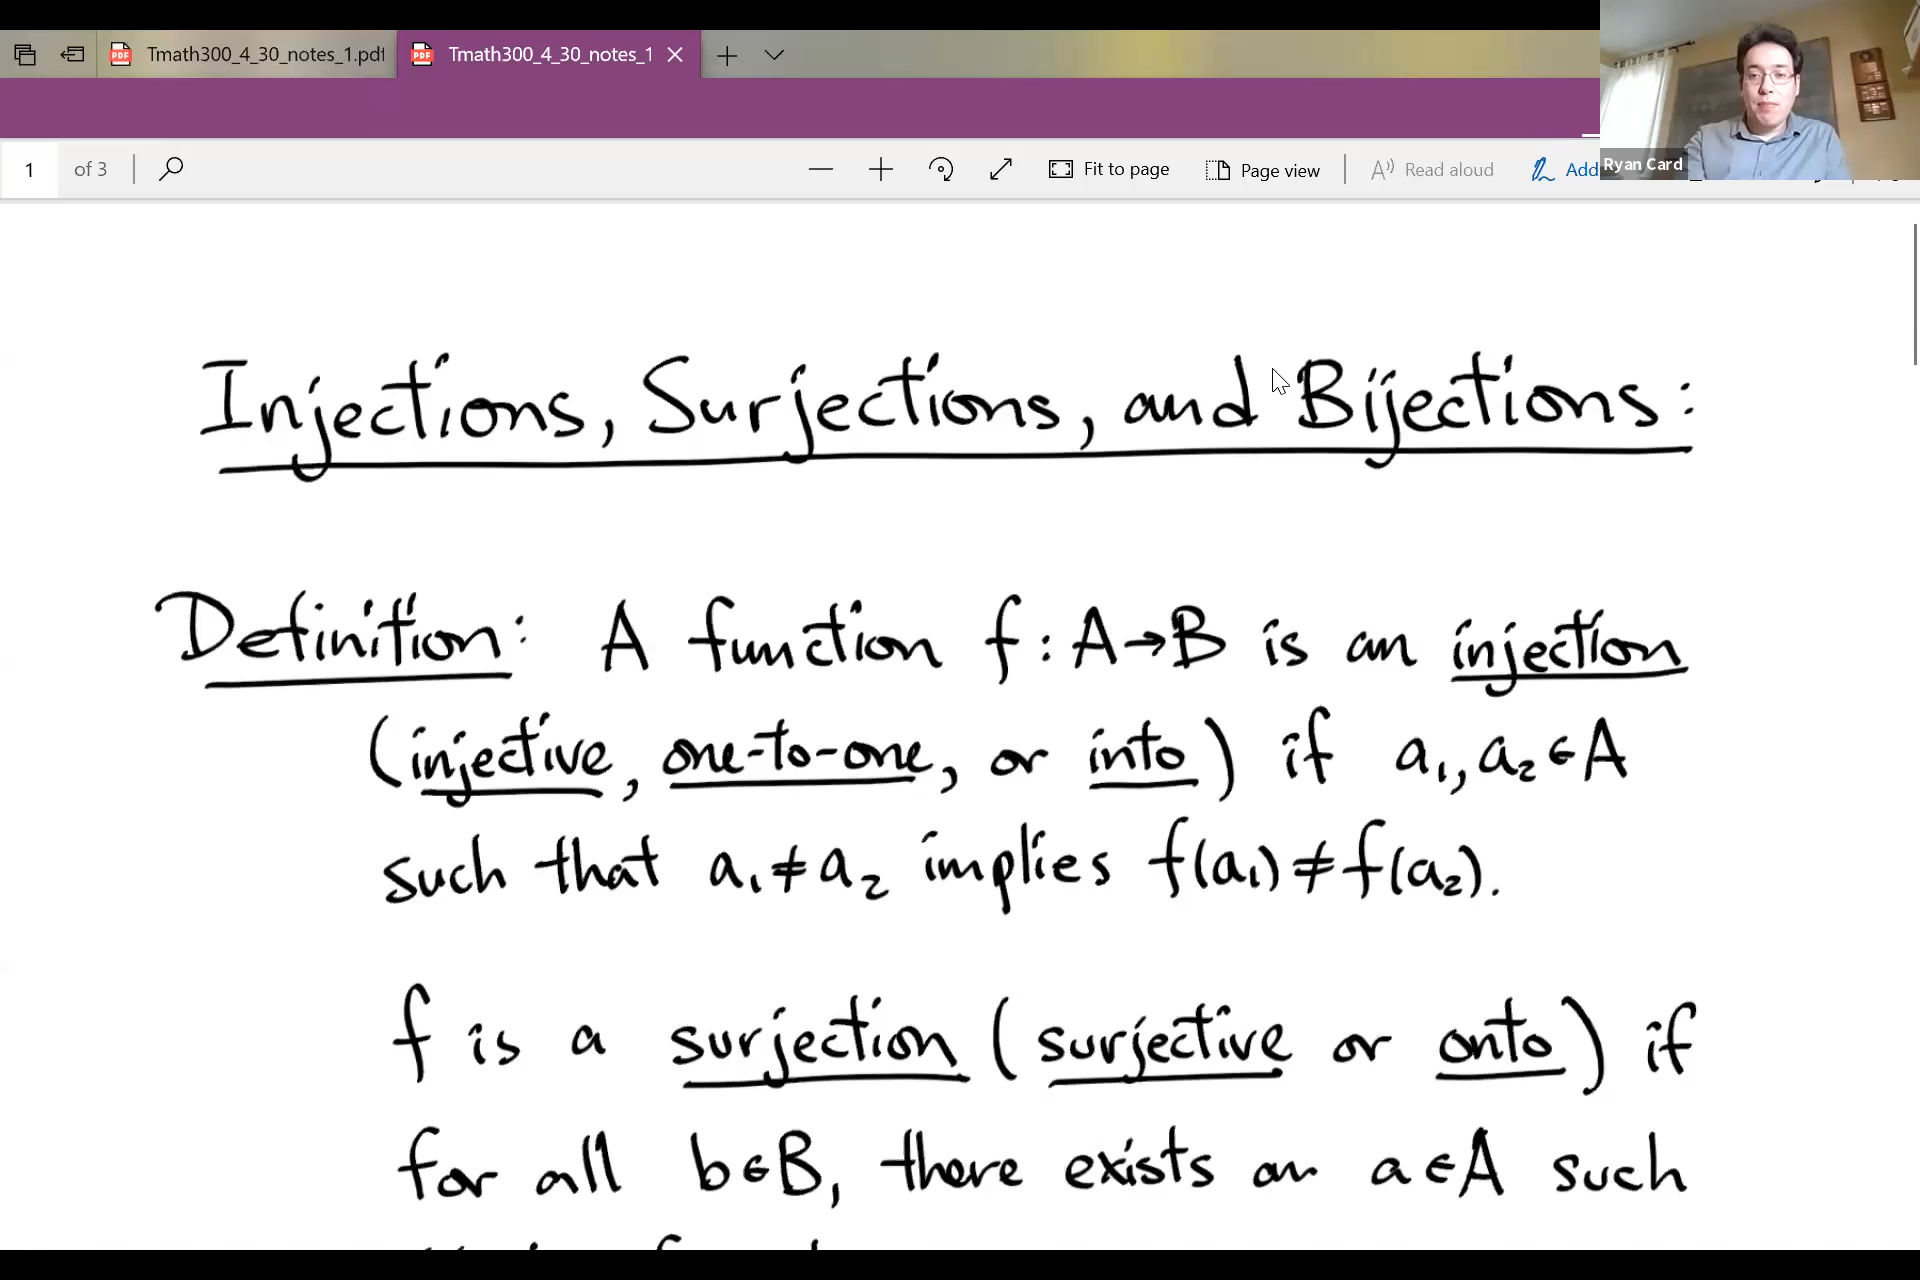 Tmath300_4_30_notes_1.pdf
Tmath300_4_30_notes_1
1 of 3
Fit to page
Page view
Read aloud
Add
Ryan Card
Injections, Surjections, and Bijections:
Definition: A function f: A→B is an injection
(injective, one-to-one, or into) if a₁, a₂ ∈ A
such that a₁ ≠ a₂ implies f(a₁) ≠ f(a₂).
f is a surjection (surjective or onto) if
for all b∈B, there exists an a∈A such